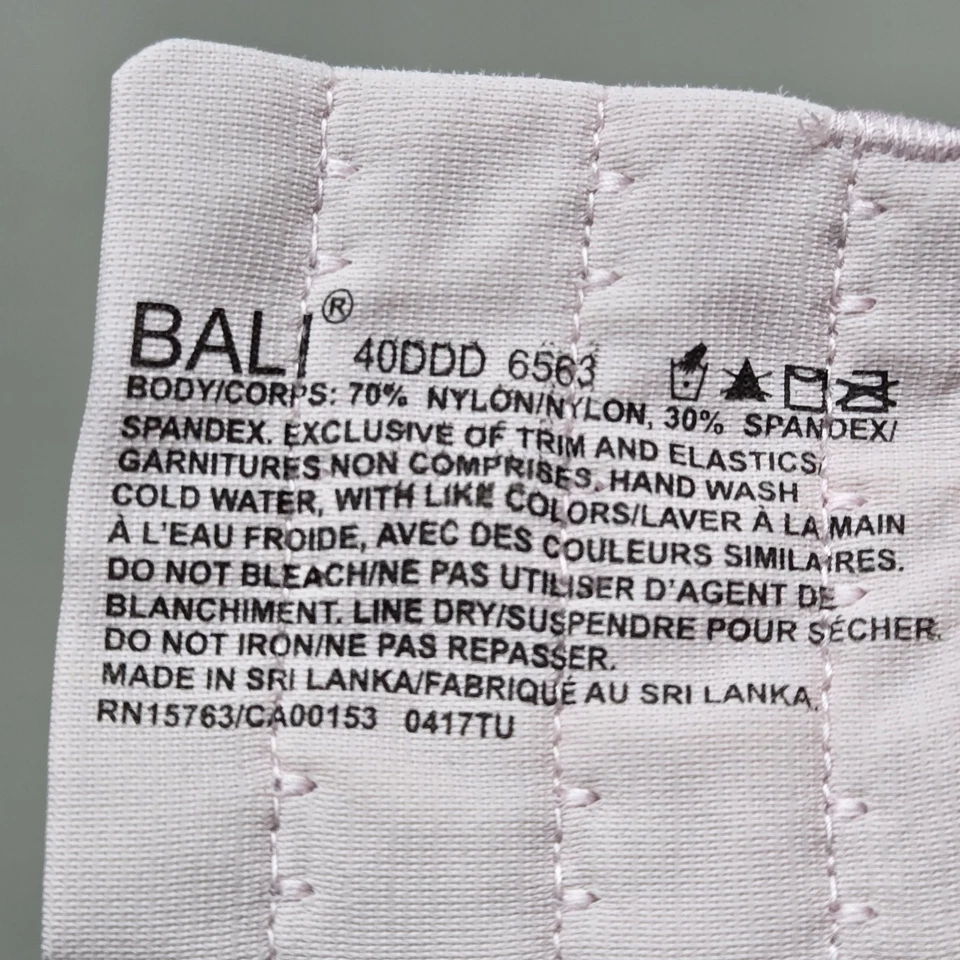 BALI® 40DDD 6563
BODY/CORPS: 70% NYLON/NYLON, 30% SPANDEX/
SPANDEX. EXCLUSIVE OF TRIM AND ELASTICS/
GARNITURES NON COMPRISES. HAND WASH
COLD WATER, WITH LIKE COLORS/LAVER À LA MAIN
À L'EAU FROIDE, AVEC DES COULEURS SIMILAIRES.
DO NOT BLEACH/NE PAS UTILISER D'AGENT DE
BLANCHIMENT. LINE DRY/SUSPENDRE POUR SÉCHER.
DO NOT IRON/NE PAS REPASSER.
MADE IN SRI LANKA/FABRIQUÉ AU SRI LANKA.
RN15763/CA00153 0417TU